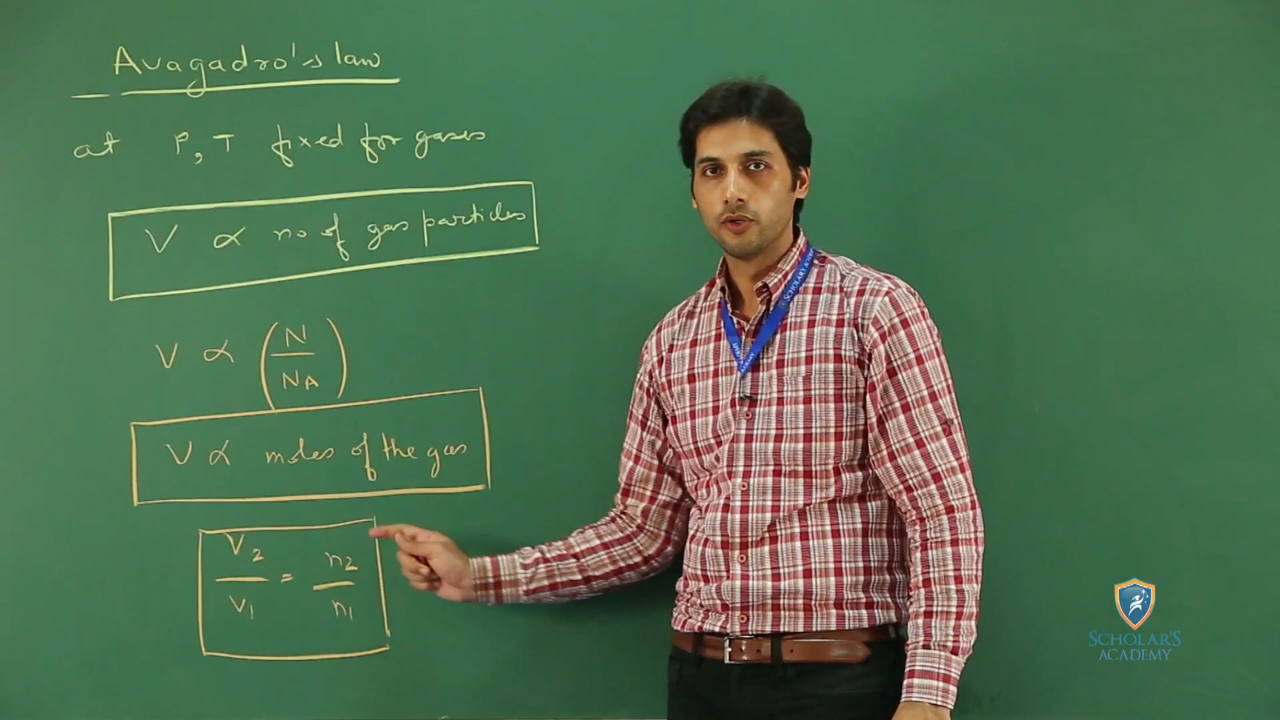 Avagadro's law
at P, T fixed for gases
V ∝ no of gas particles
V ∝ (N/NA)
V ∝ moles of the gas
V2/V1 = n2/n1
SCHOLAR'S
ACADEMY